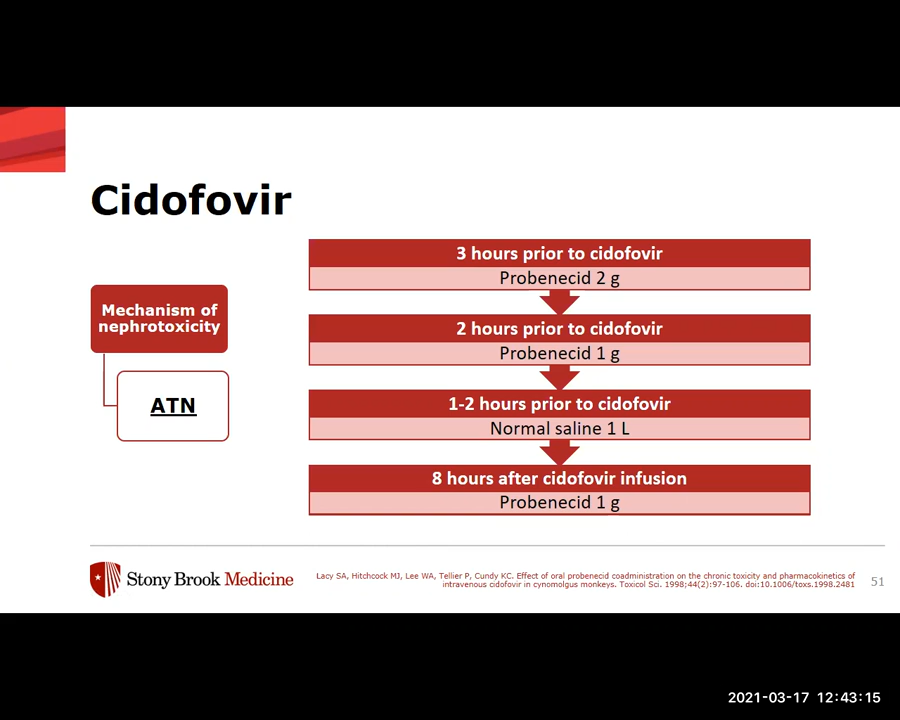 Cidofovir
Mechanism of
nephrotoxicity
ATN
3 hours prior to cidofovir
Probenecid 2 g
2 hours prior to cidofovir
Probenecid 1 g
1-2 hours prior to cidofovir
Normal saline 1 L
8 hours after cidofovir infusion
Probenecid 1 g
Stony Brook Medicine
Lacy SA, Hitchcock MJ, Lee WA, Tellier P, Cundy KC. Effect of oral probenecid coadministration on the chronic toxicity and pharmacokinetics of
intravenous cidofovir in cynomolgus monkeys. Toxicol Sci. 1998;44(2):97-106. doi:10.1006/toxs.1998.2481
51
2021-03-17 12:43:15